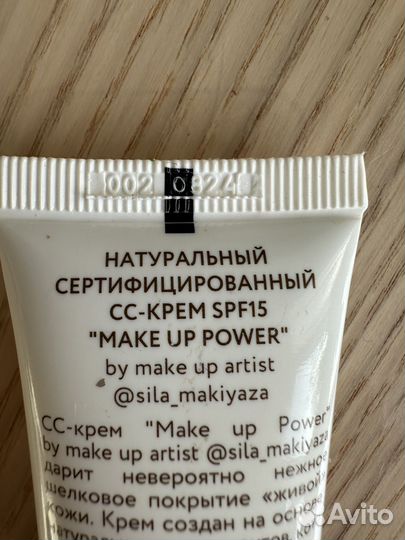 002 0824
НАТУРАЛЬНЫЙ
СЕРТИФИЦИРОВАННЫЙ
СС-КРЕМ SPF15
"MAKE UP POWER"
by make up artist
@sila_makiyaza
СС-крем "Make up Power"
by make up artist @sila_makiyaza
дарит невероятно нежное
шелковое покрытие «живой»
кожи. Крем создан на основе
Avito